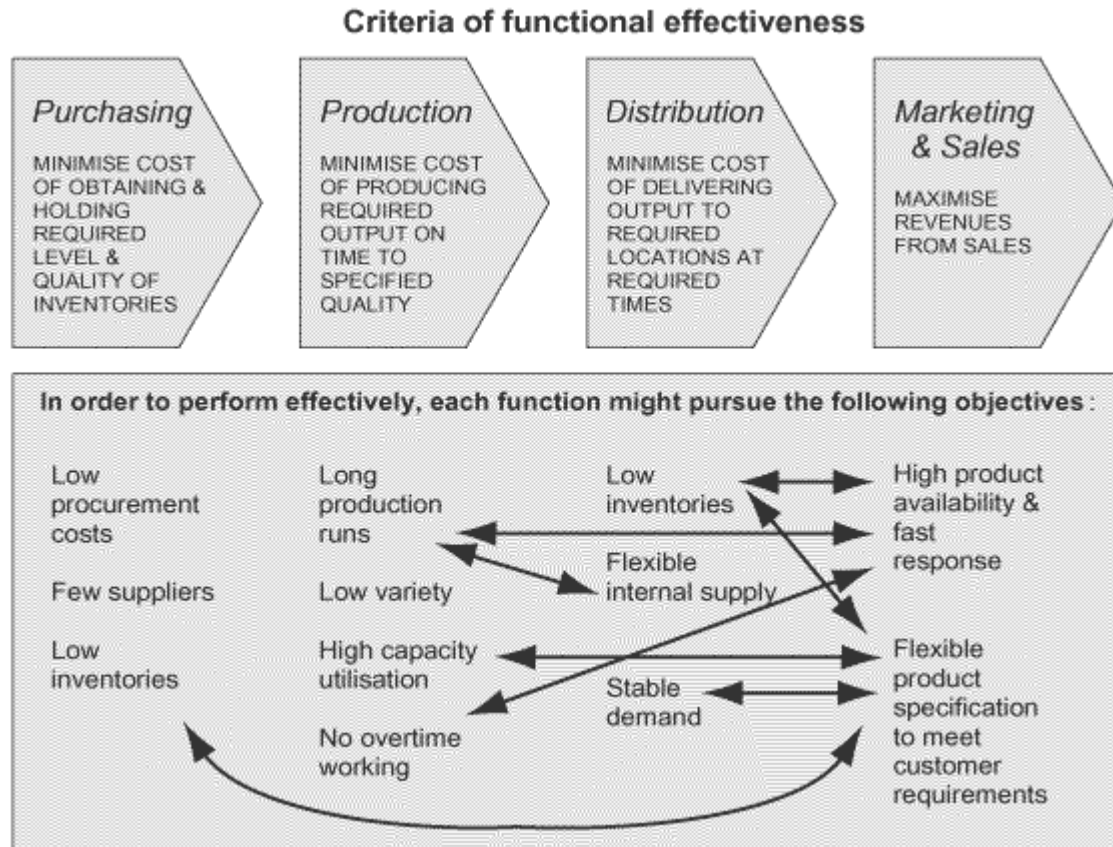 Criteria of functional effectiveness
Purchasing
MINIMISE COST
OF OBTAINING &
HOLDING
REQUIRED
LEVEL &
QUALITY OF
INVENTORIES
Production
MINIMISE COST
OF PRODUCING
REQUIRED
OUTPUT ON
TIME TO
SPECIFIED
QUALITY
Distribution
MINIMISE COST
OF DELIVERING
OUTPUT TO
REQUIRED
LOCATIONS AT
REQUIRED
TIMES
Marketing
& Sales
MAXIMISE
REVENUES
FROM SALES
In order to perform effectively, each function might pursue the following objectives :
Low
procurement
costs
Few suppliers
Low
inventories
Long
production
runs
Low variety
High capacity
utilisation
No overtime
working
Low
inventories
Flexible
internal supply
Stable
demand
High product
availability &
fast
response
Flexible
product
specification
to meet
customer
requirements